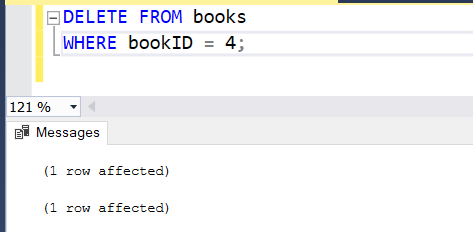 DELETE FROM books
WHERE bookID = 4;
121 %
Messages
(1 row affected)
(1 row affected)